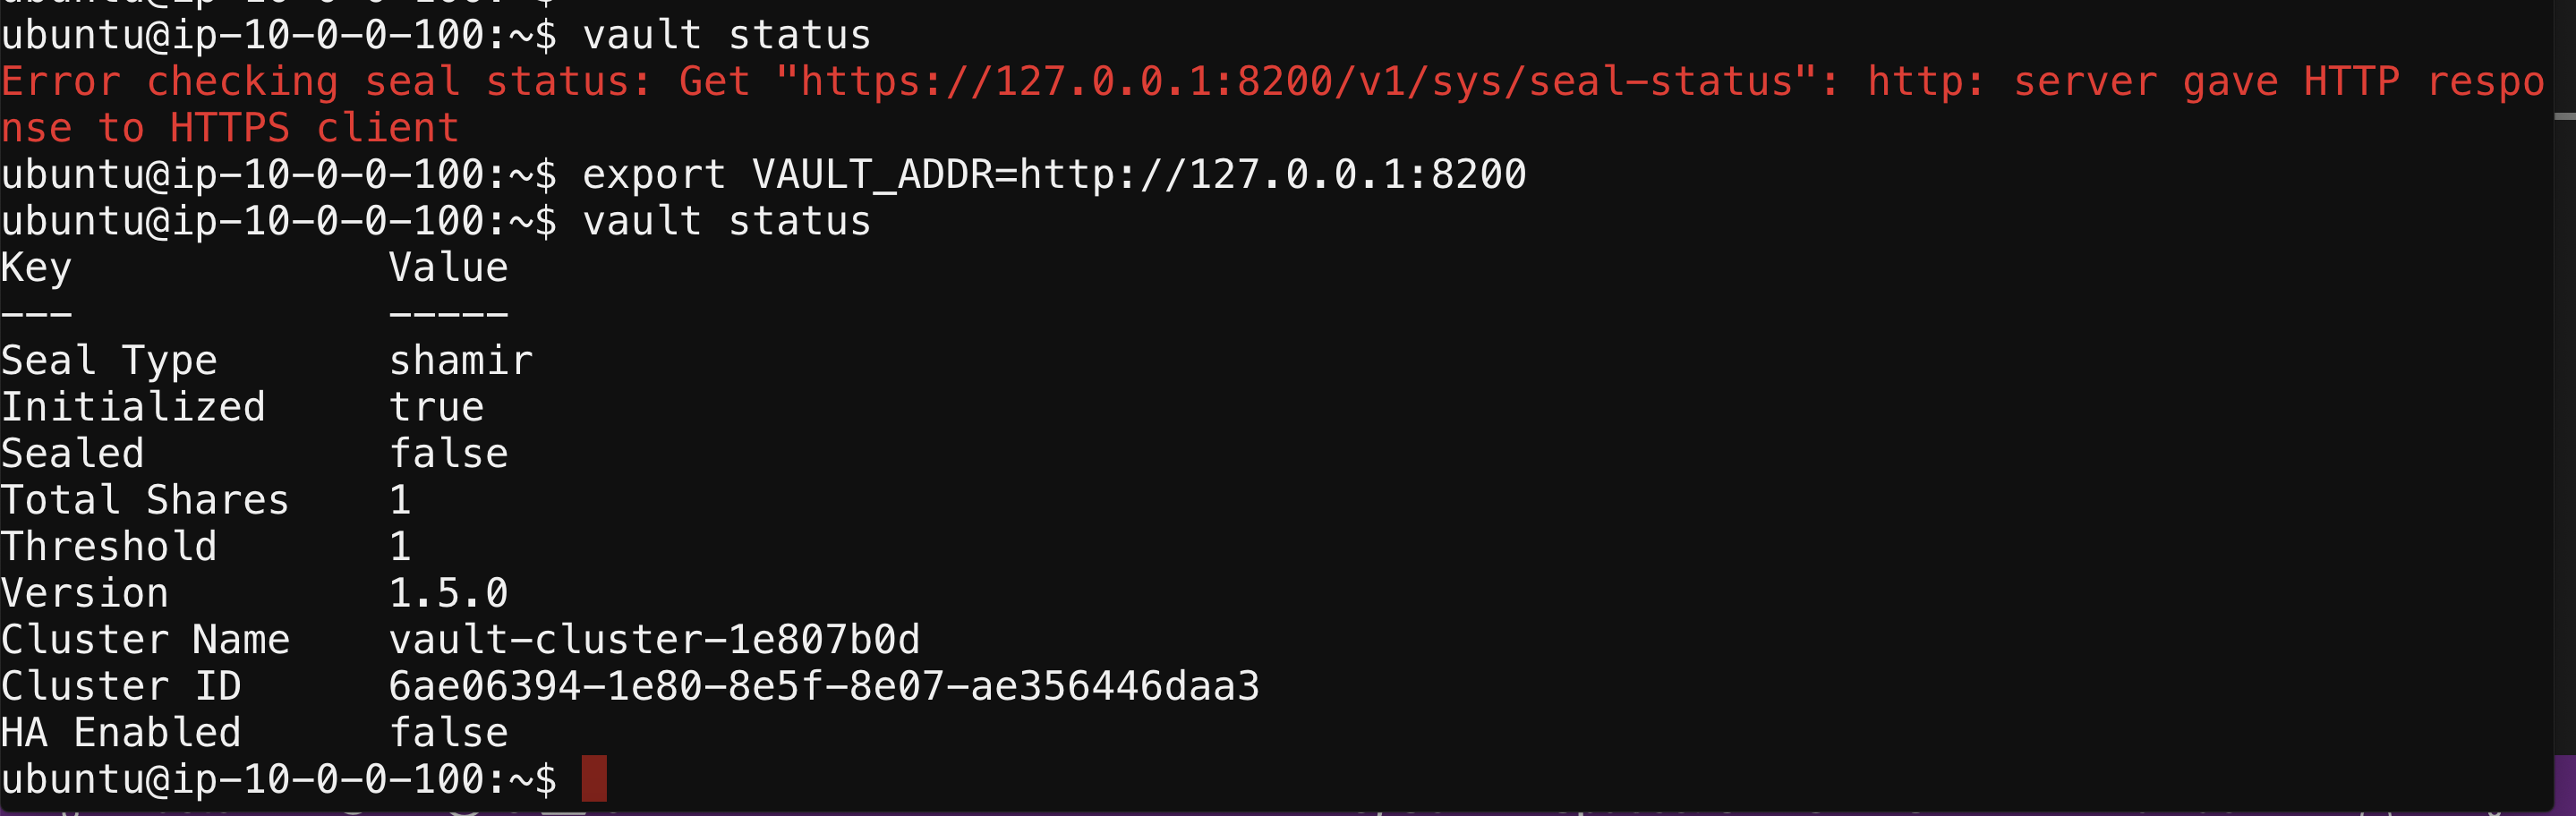 ubuntu@ip-10-0-0-100:~$ vault status
Error checking seal status: Get "https://127.0.0.1:8200/v1/sys/seal-status": http: server gave HTTP respo
nse to HTTPS client
ubuntu@ip-10-0-0-100:~$ export VAULT_ADDR=http://127.0.0.1:8200
ubuntu@ip-10-0-0-100:~$ vault status
Key             Value
---             -----
Seal Type       shamir
Initialized     true
Sealed          false
Total Shares    1
Threshold       1
Version         1.5.0
Cluster Name    vault-cluster-1e807b0d
Cluster ID      6ae06394-1e80-8e5f-8e07-ae356446daa3
HA Enabled      false
ubuntu@ip-10-0-0-100:~$